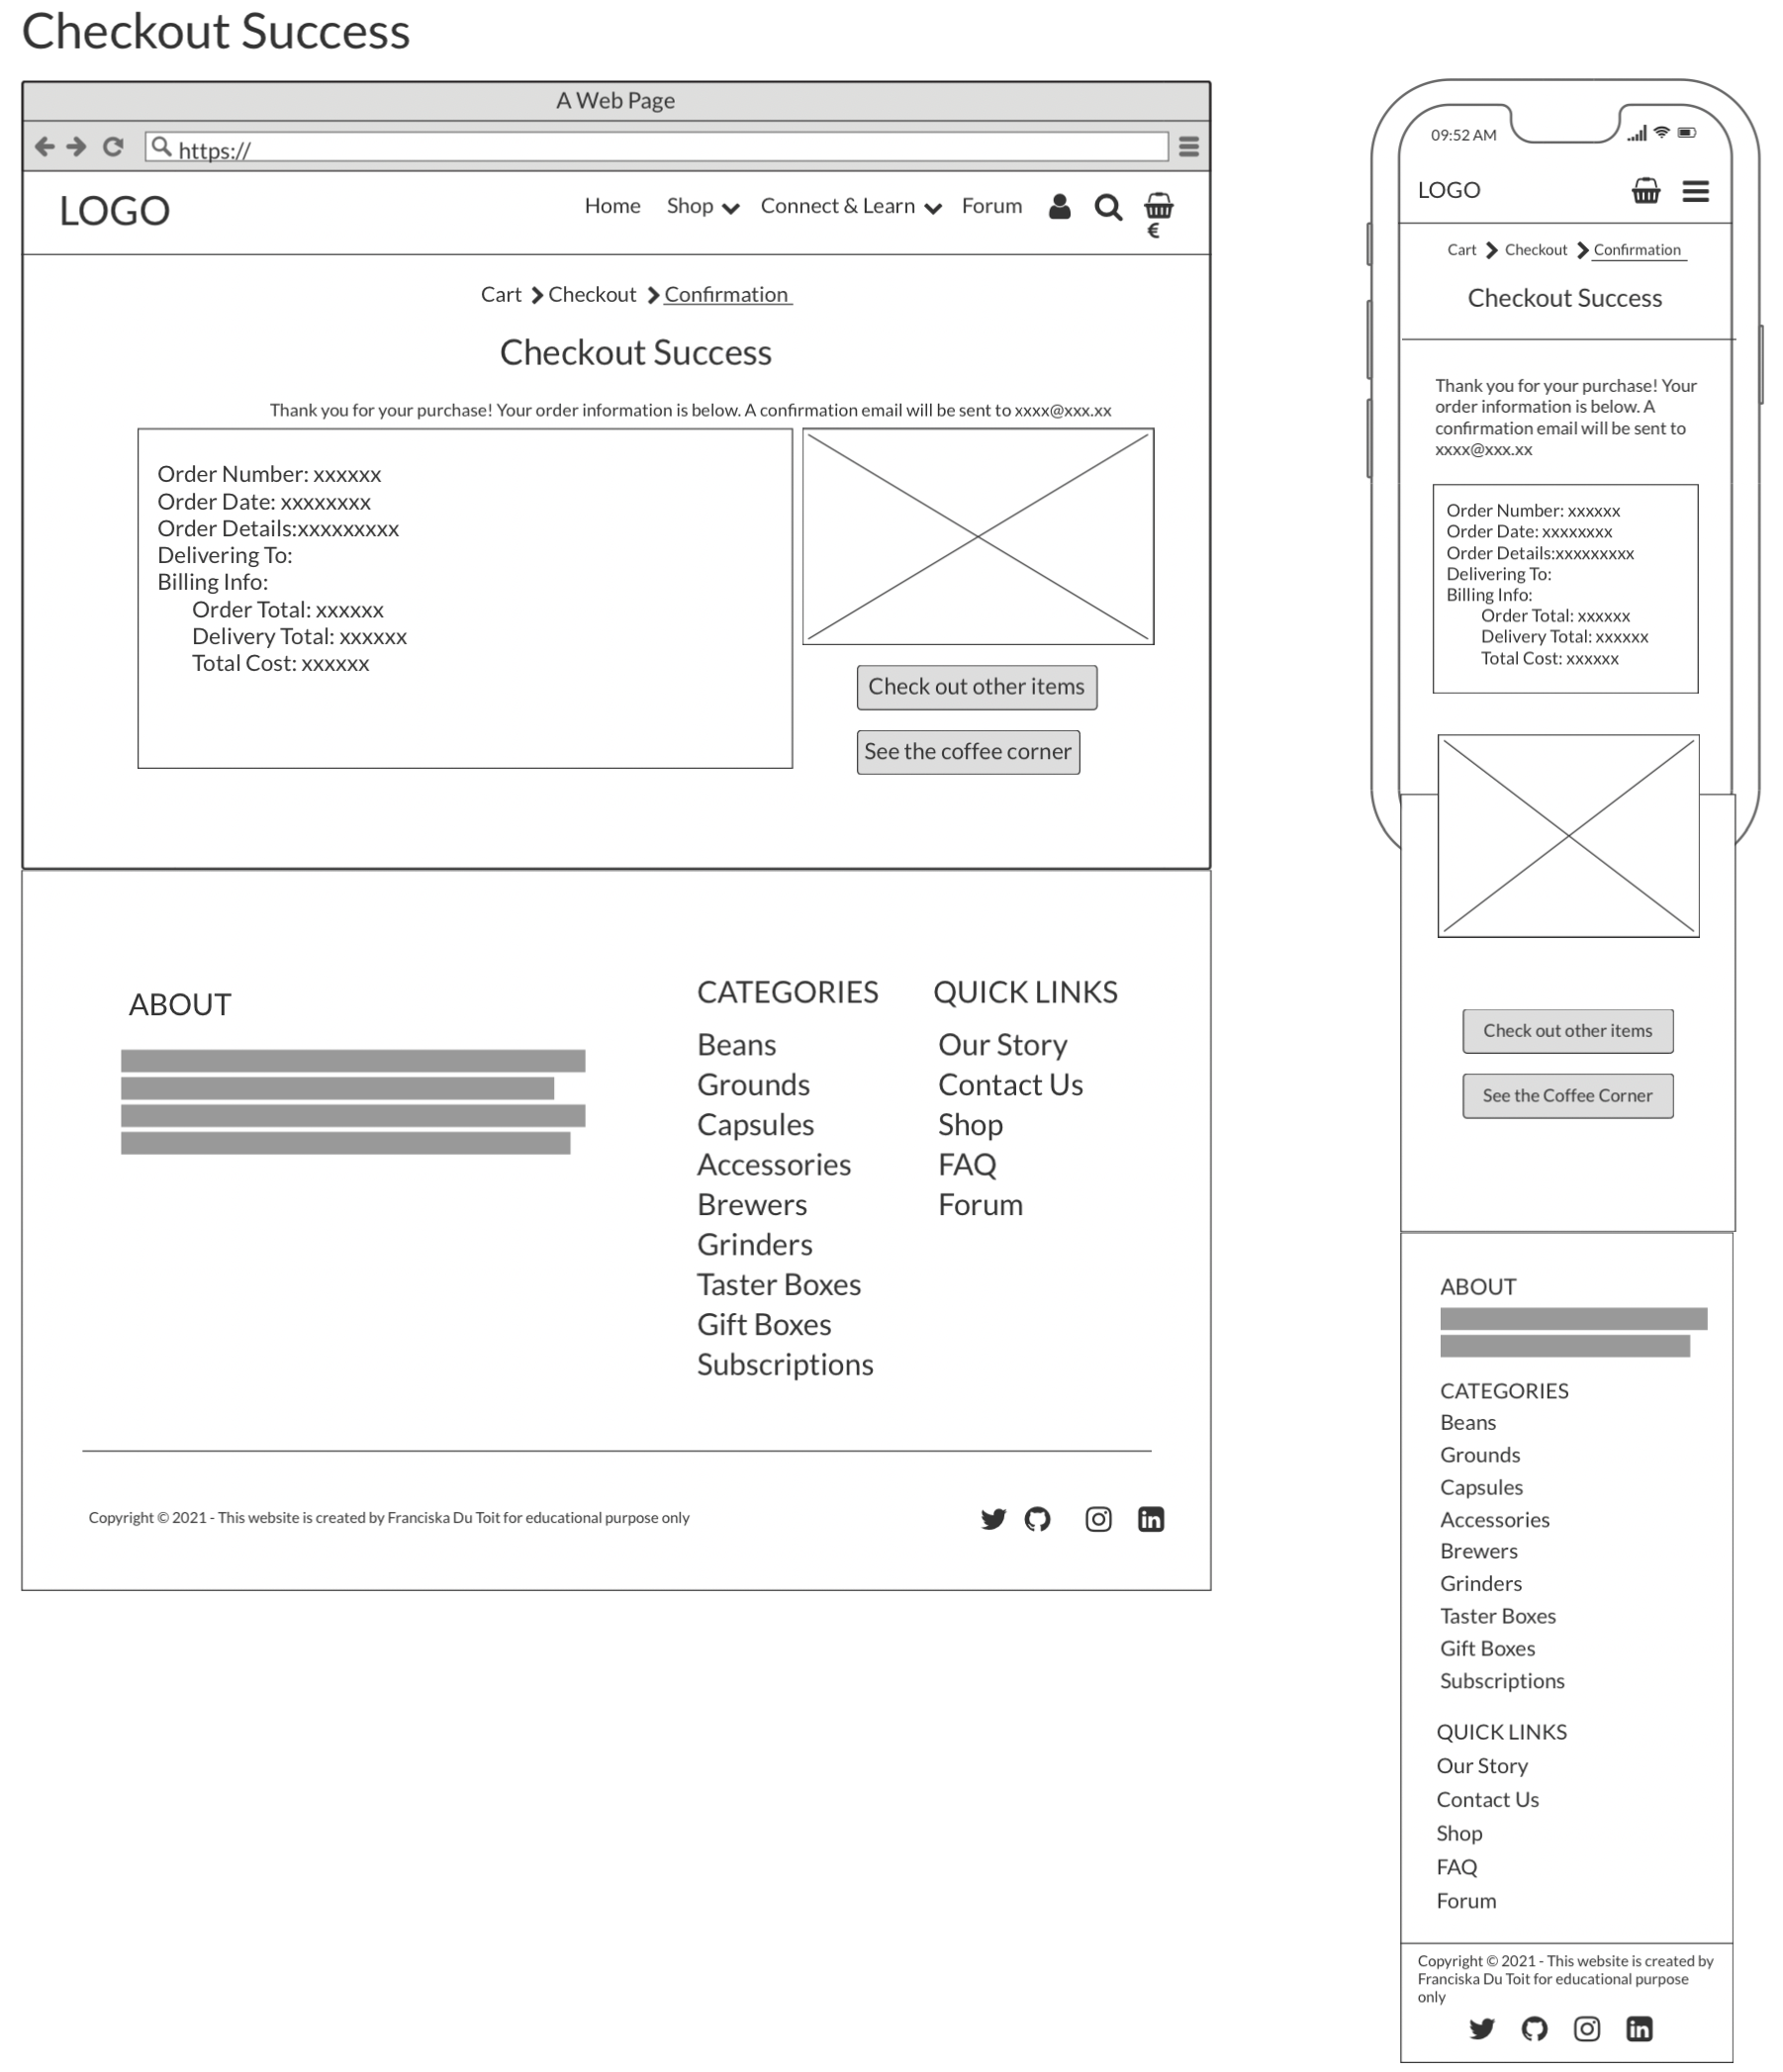 Checkout Success
A Web Page
https://
LOGO
Home Shop Connect & Learn Forum
€
Cart Checkout Confirmation
Checkout Success
Thank you for your purchase! Your order information is below. A confirmation email will be sent to xxxx@xxx.xx
Order Number: xxxxxx
Order Date: xxxxxxxx
Order Details:xxxxxxxxx
Delivering To:
Billing Info:
Order Total: xxxxxx
Delivery Total: xxxxxx
Total Cost: xxxxxx
Check out other items
See the coffee corner
ABOUT
CATEGORIES
Beans
Grounds
Capsules
Accessories
Brewers
Grinders
Taster Boxes
Gift Boxes
Subscriptions
QUICK LINKS
Our Story
Contact Us
Shop
FAQ
Forum
Copyright © 2021 - This website is created by Franciska Du Toit for educational purpose only
in
09:52 AM
LOGO
Cart Checkout Confirmation
Checkout Success
Thank you for your purchase! Your
order information is below. A
confirmation email will be sent to
xxxx@xxx.xx
Order Number: xxxxxx
Order Date: xxxxxxxx
Order Details:xxxxxxxxx
Delivering To:
Billing Info:
Order Total: xxxxxx
Delivery Total: xxxxxx
Total Cost: xxxxxx
Check out other items
See the Coffee Corner
ABOUT
CATEGORIES
Beans
Grounds
Capsules
Accessories
Brewers
Grinders
Taster Boxes
Gift Boxes
Subscriptions
QUICK LINKS
Our Story
Contact Us
Shop
FAQ
Forum
Copyright © 2021 - This website is created by
Franciska Du Toit for educational purpose
only
in